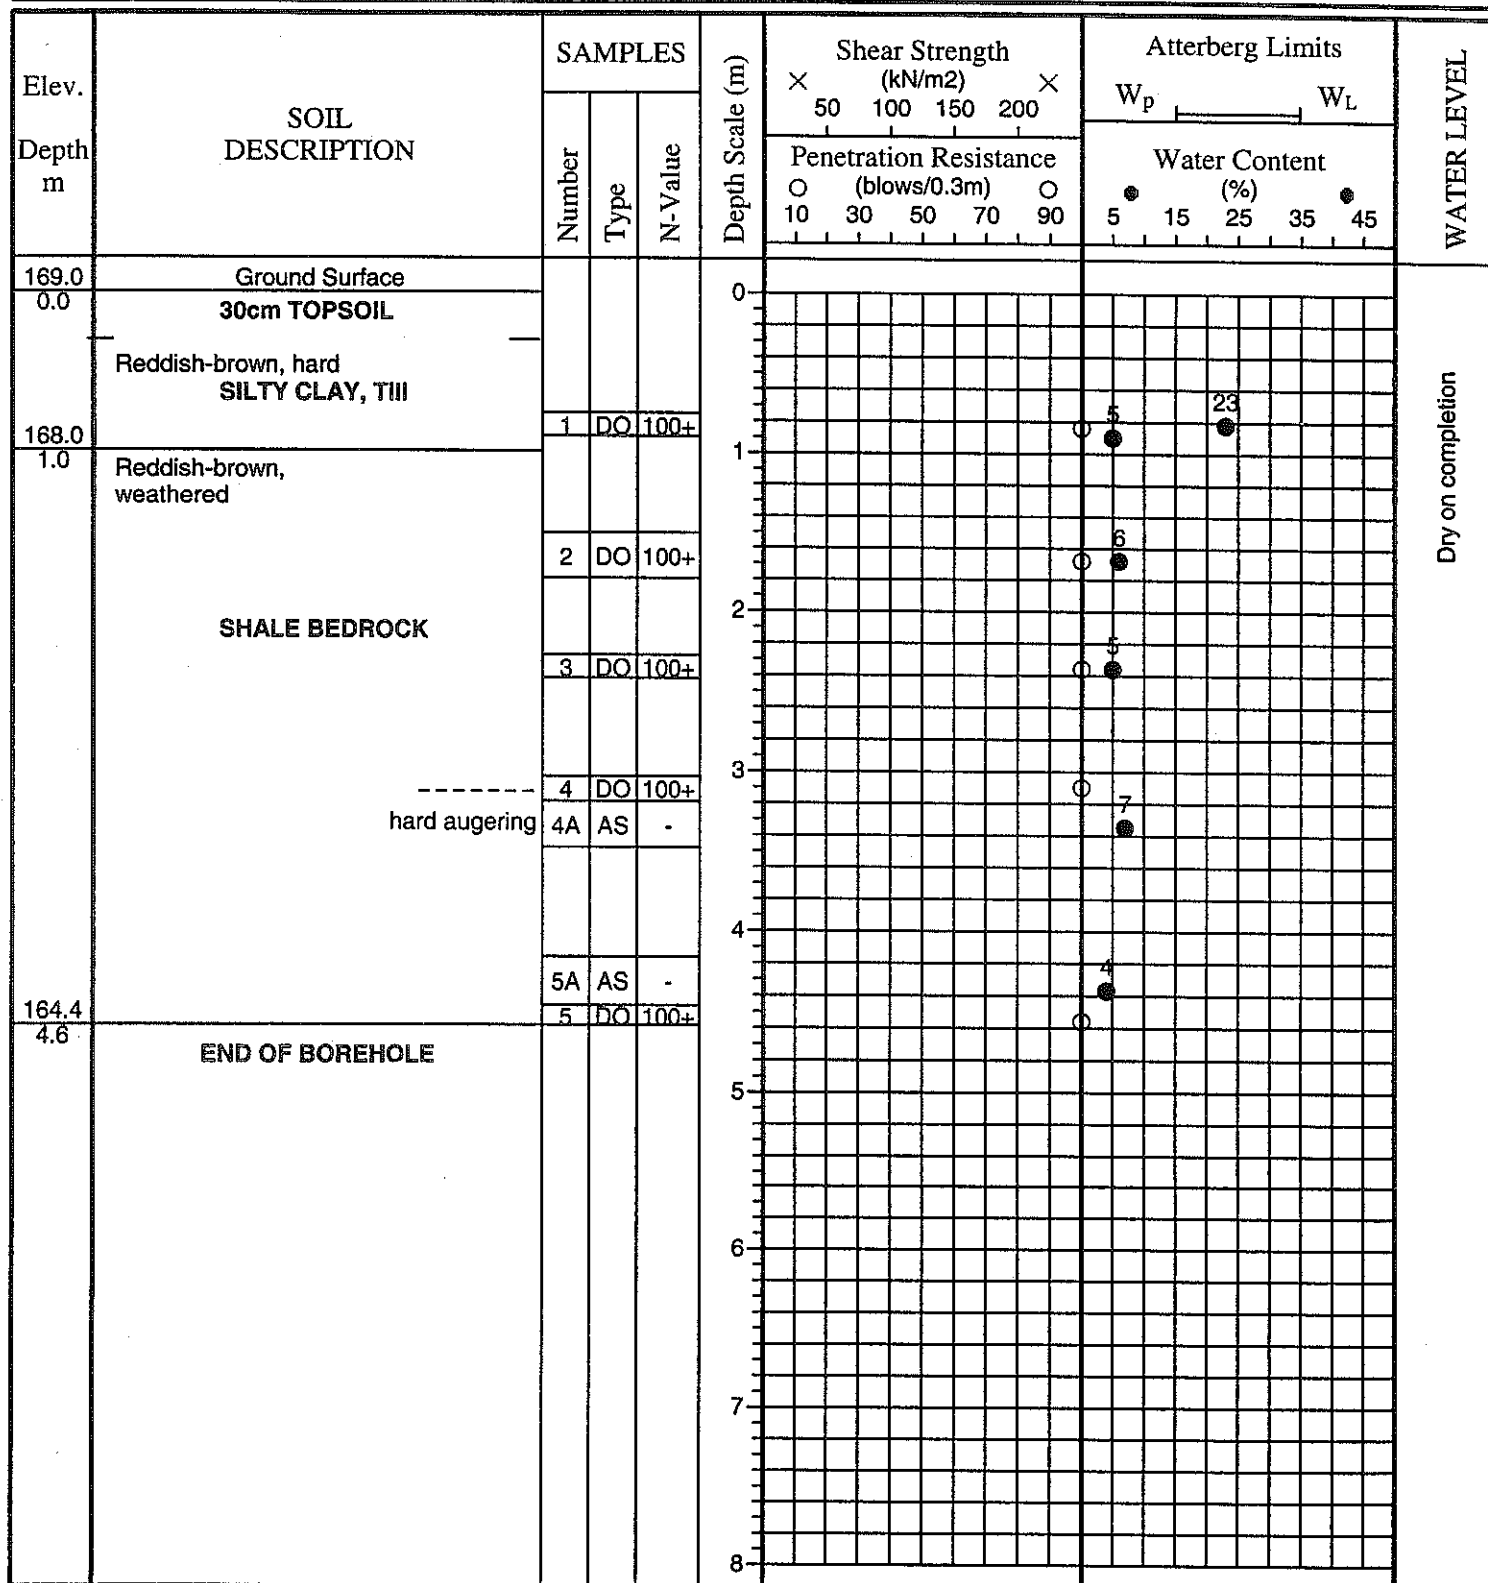 Elev.
Depth
m
SOIL
DESCRIPTION
SAMPLES
Number
Type
N-Value
Depth Scale (m)
Shear Strength
× (kN/m2) ×
50 100 150 200
Penetration Resistance
(blows/0.3m)
10 30 50 70 90
Atterberg Limits
Wp WL
Water Content
(%)
5 15 25 35 45
WATER LEVEL
169.0 Ground Surface
0.0 30cm TOPSOIL
0
Reddish-brown, hard
SILTY CLAY, Till
1 DO 100+ 5 23
168.0
1.0 Reddish-brown,
weathered
1
2 DO 100+ 6
2
SHALE BEDROCK
3 DO 100+ 5
3
4 DO 100+
hard augering 4A AS - 7
4
5A AS - 4
164.4 5 DO 100+
4.6
END OF BOREHOLE
5
6
7
8
Dry on completion